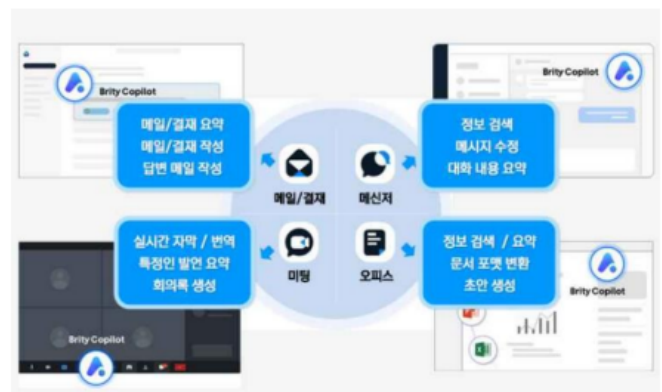 Brity Copilot
메일/결재 요약
메일/결재 작성
답변 메일 작성
Brity Copilot
정보 검색
메시지 수정
대화 내용 요약
메일/결재
메신저
실시간 자막 / 번역
특정인 발언 요약
회의록 생성
미팅
오피스
정보 검색 / 요약
문서 포맷 변환
초안 생성
Brity Copilot
Brity Copilot